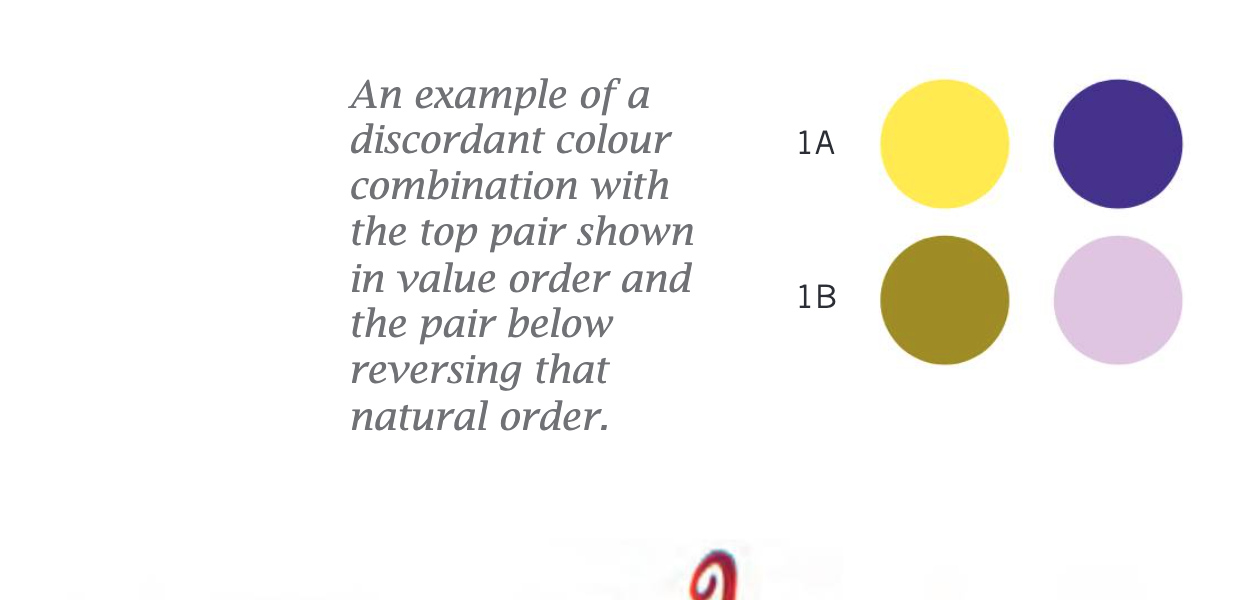 An example of a
discordant colour
combination with
the top pair shown
in value order and
the pair below
reversing that
natural order.
1A
1B